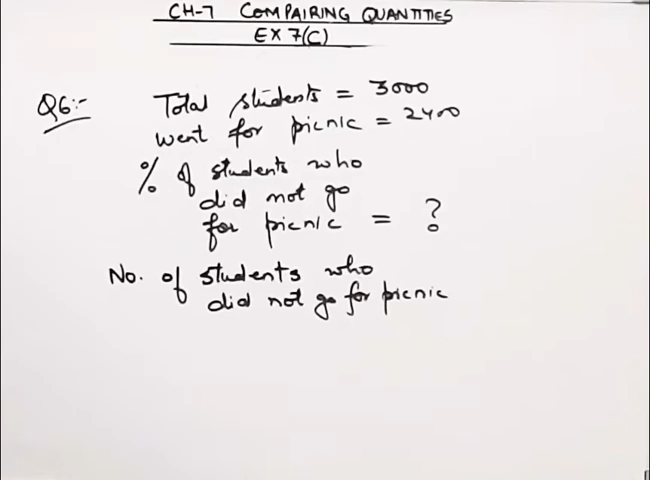 CH-7 COMPAIRING QUANTITIES
EX 7(C)
Q6:- Total students = 3000
went for picnic = 2400
% of students who
did not go
for picnic = ?
No. of students who
did not go for picnic